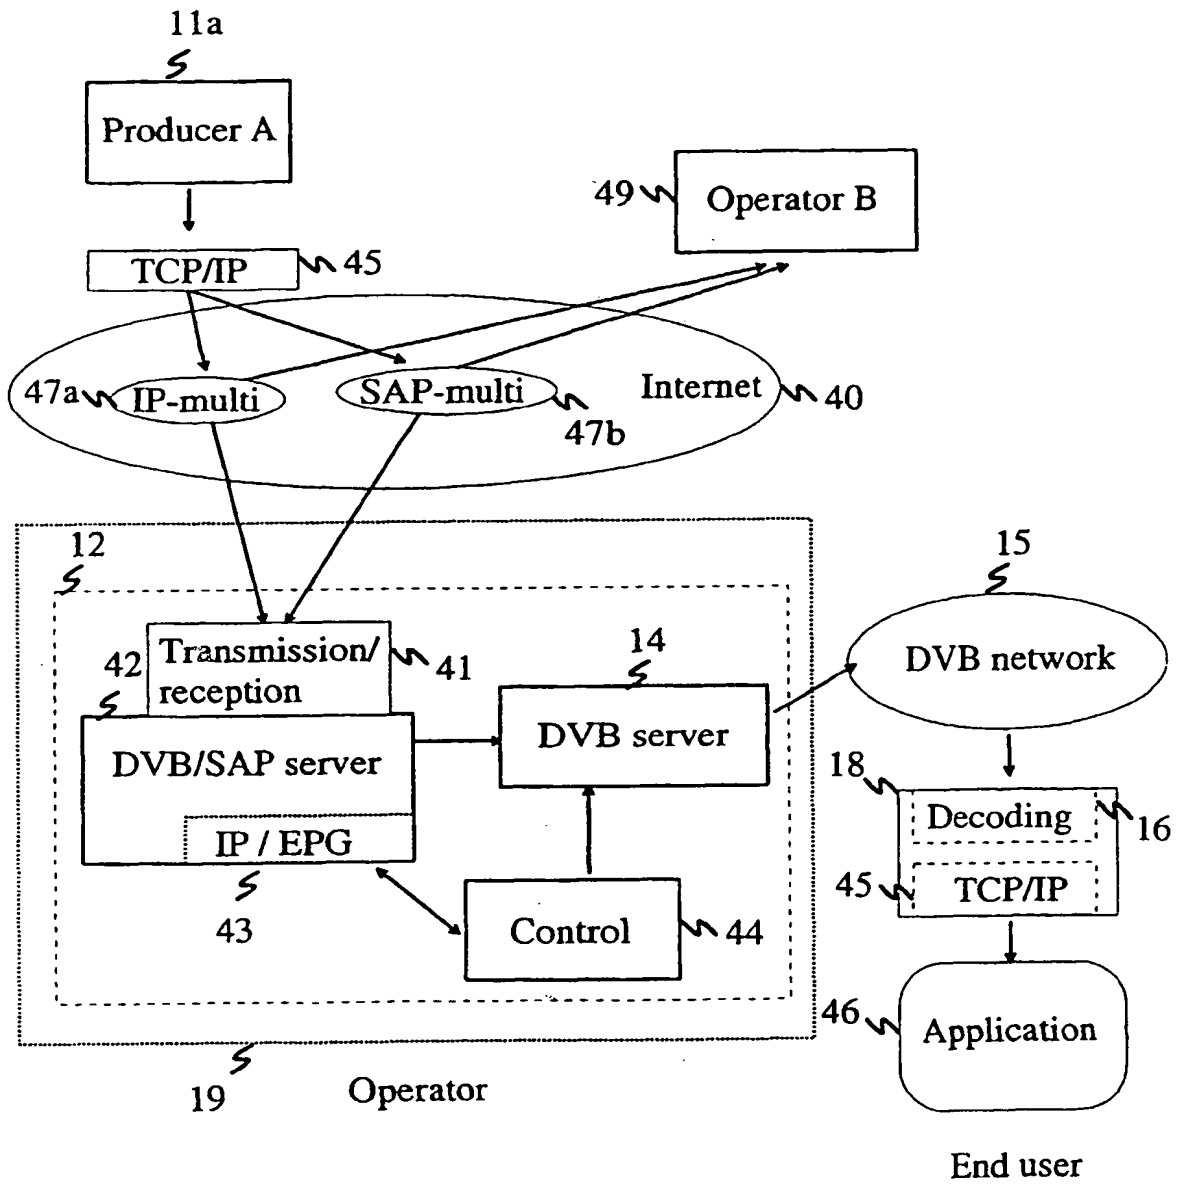 11a
Producer A
49
Operator B
TCP/IP
45
47a
IP-multi
SAP-multi
47b
Internet
40
12
15
42
Transmission/
reception
41
14
DVB network
DVB/SAP server
DVB server
18
Decoding
16
IP / EPG
45
TCP/IP
43
Control
44
46
Application
19
Operator
End user